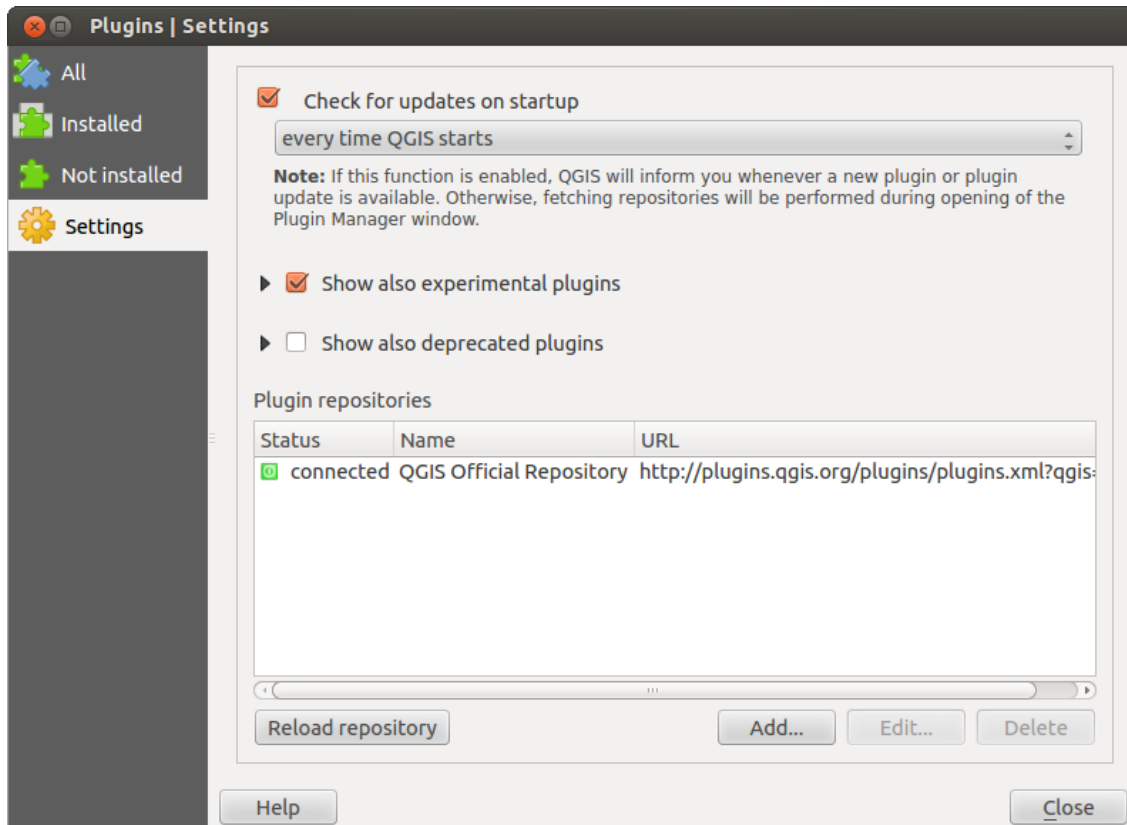 Plugins | Settings
All
Installed
Not installed
Settings
Check for updates on startup
every time QGIS starts
Note: If this function is enabled, QGIS will inform you whenever a new plugin or plugin
update is available. Otherwise, fetching repositories will be performed during opening of the
Plugin Manager window.
Show also experimental plugins
Show also deprecated plugins
Plugin repositories
Status Name URL
connected QGIS Official Repository http://plugins.qgis.org/plugins/plugins.xml?qgis=
Reload repository Add... Edit... Delete
Help Close